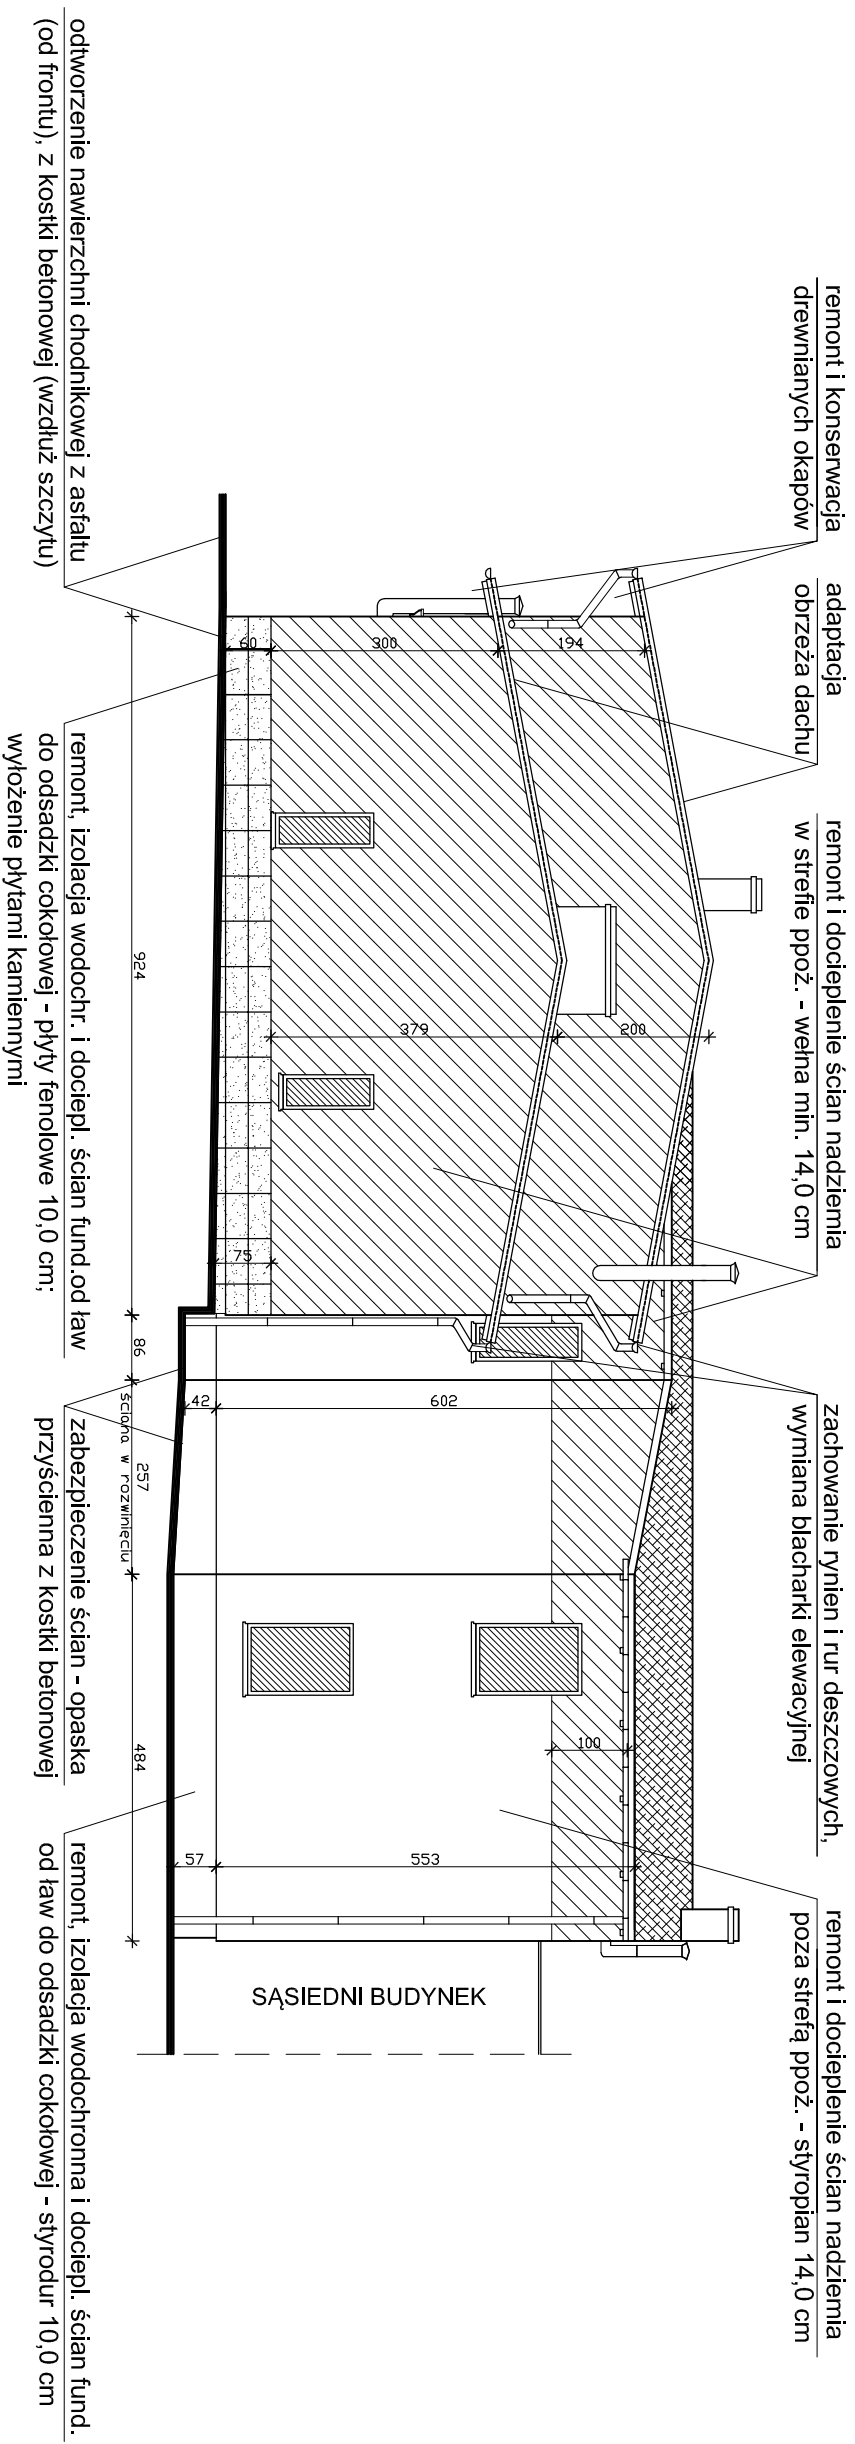 remont i konserwacja
drewnianych okapów
adaptacja
obrzeża dachu
remont i docieplenie ścian nadziemia
w strefie ppoż. - wełna min. 14,0 cm
zachowanie rynien i rur deszczowych,
wymiana blacharki elewacyjnej
remont i docieplenie ścian nadziemia
poza strefą ppoż. - styropian 14,0 cm
194
300
60
200
379
75
602
42
100
553
57
SĄSIEDNI BUDYNEK
924
86
257
484
ściana w rozwinięciu
odtworzenie nawierzchni chodnikowej z asfaltu
(od frontu), z kostki betonowej (wzdłuż szczytu)
remont, izolacja wodochr. i dociepl. ścian fund.od ław
do odsadzki cokołowej - płyty fenolowe 10,0 cm;
wyłożenie płytami kamiennymi
zabezpieczenie ścian - opaska
przyścienna z kostki betonowej
remont, izolacja wodochronna i dociepl. ścian fund.
od ław do odsadzki cokołowej - styrodur 10,0 cm